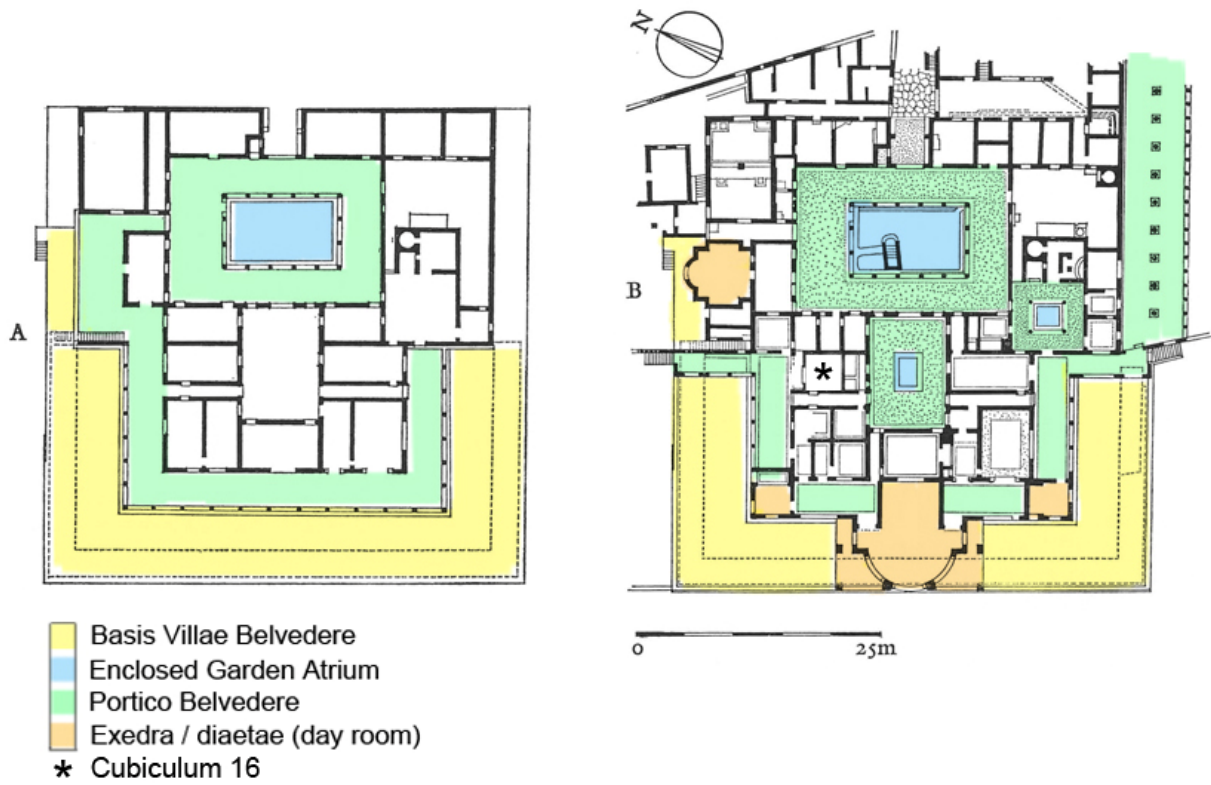 N
A
B
0 25m
Basis Villae Belvedere
Enclosed Garden Atrium
Portico Belvedere
Exedra / diaetae (day room)
* Cubiculum 16